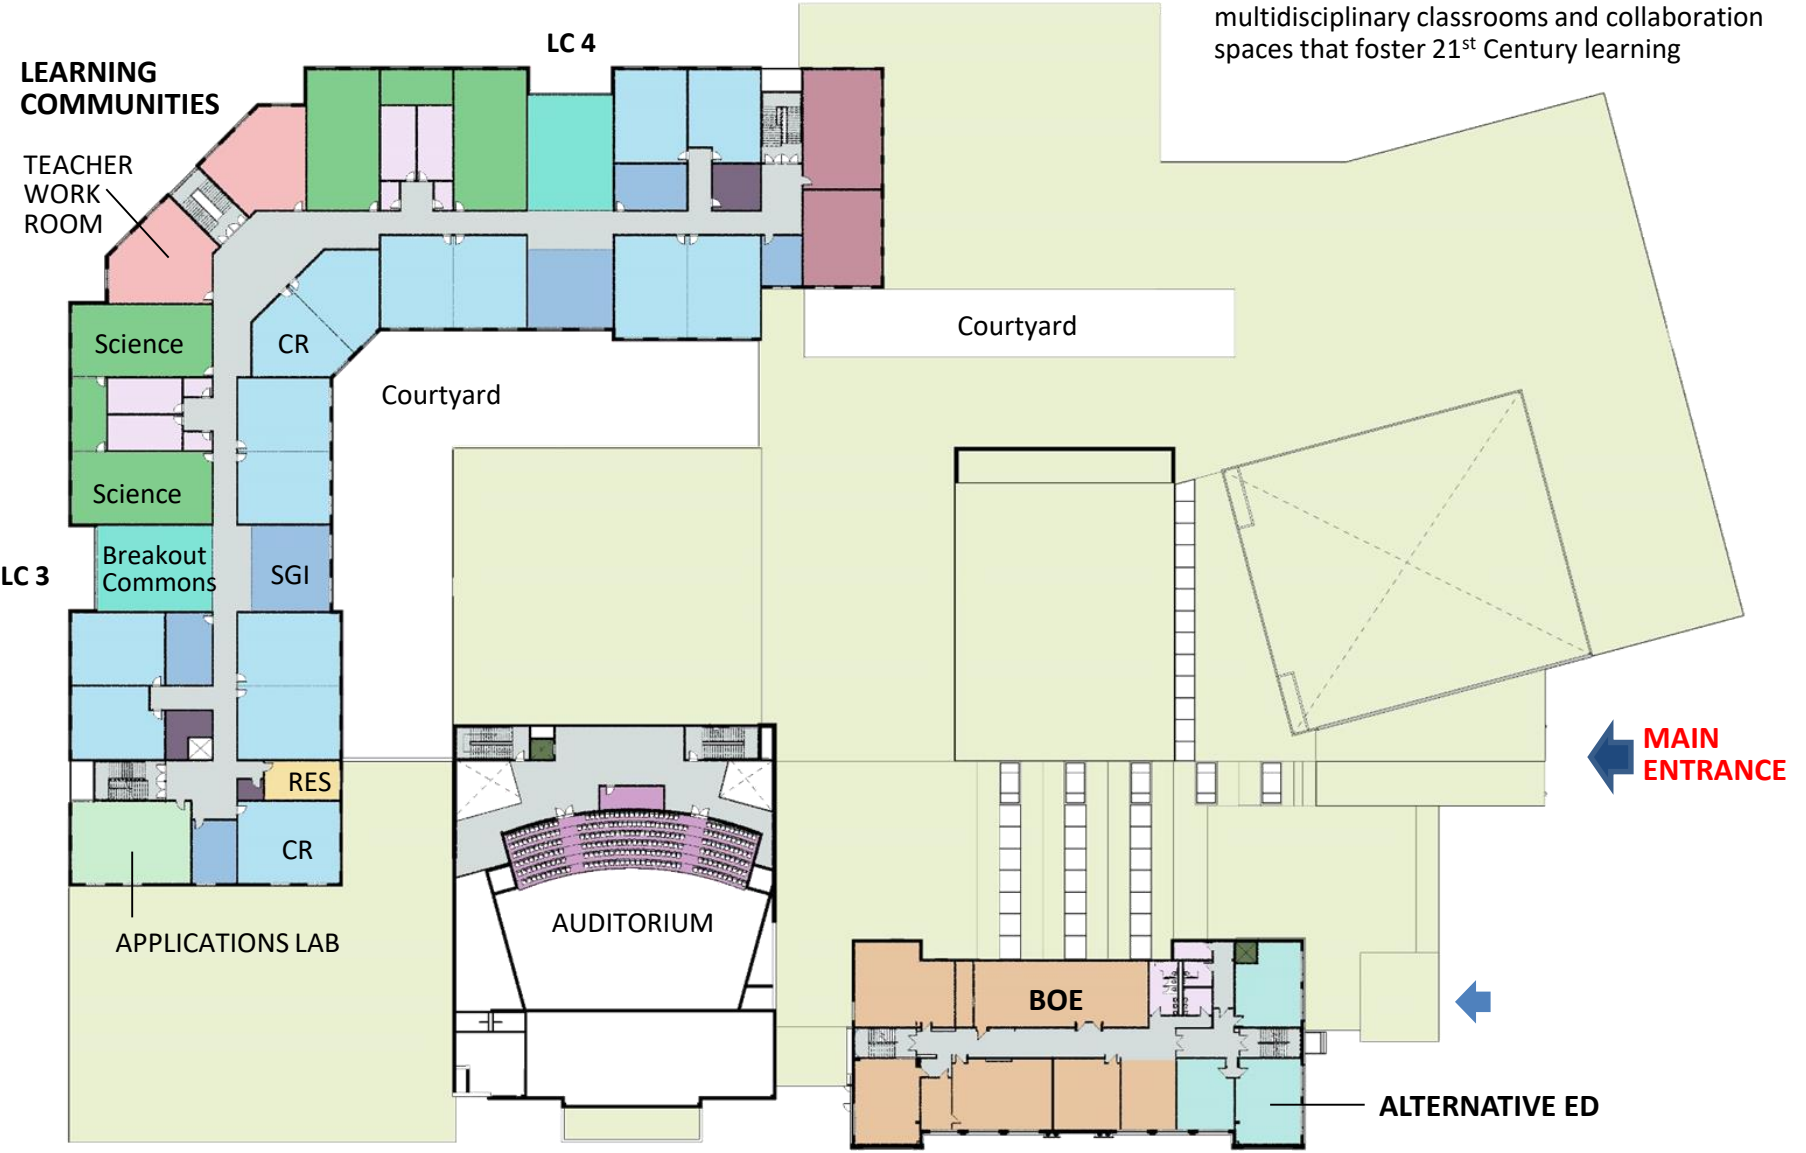 multidisciplinary classrooms and collaboration
spaces that foster 21st Century learning
LC 4
LEARNING
COMMUNITIES
TEACHER
WORK
ROOM
Science
CR
Courtyard
Courtyard
Science
Breakout
Commons
SGI
LC 3
MAIN
ENTRANCE
RES
CR
AUDITORIUM
APPLICATIONS LAB
BOE
ALTERNATIVE ED